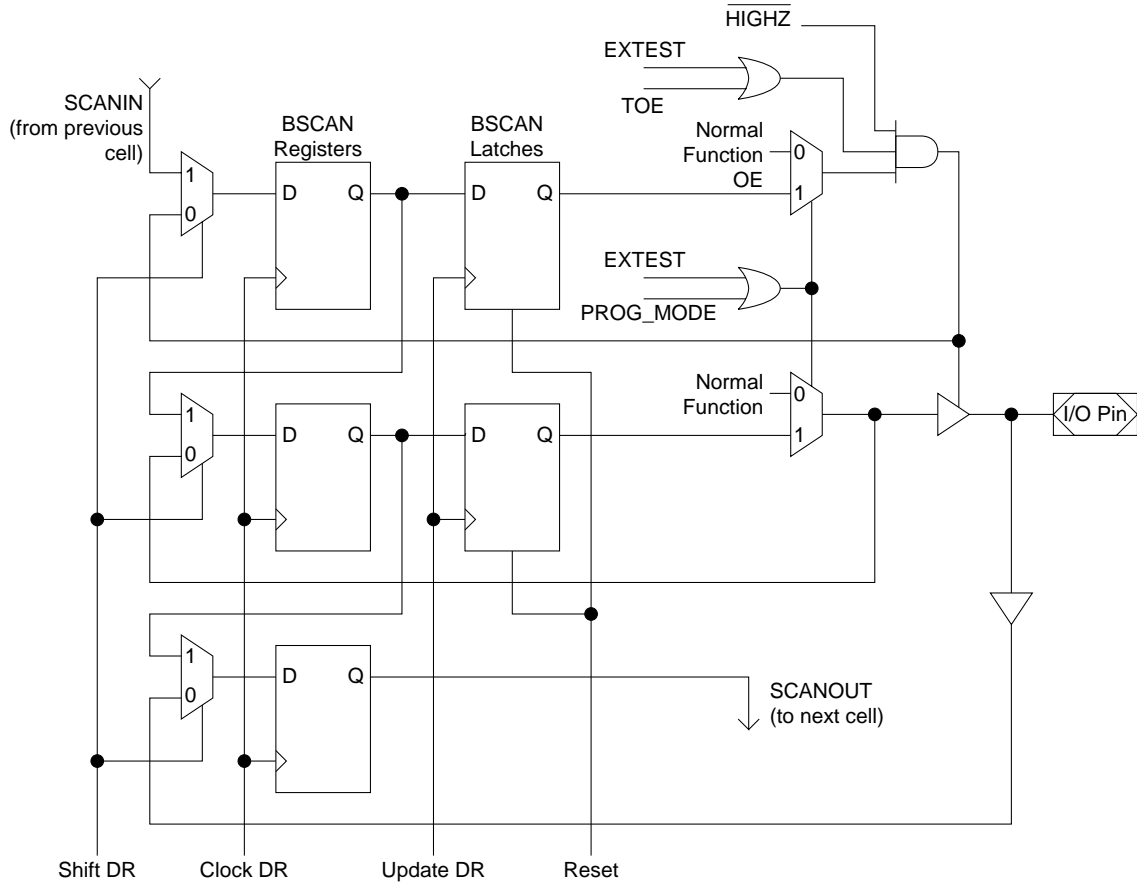 HIGHZ
EXTEST
TOE
SCANIN
(from previous
cell)
BSCAN
Registers
BSCAN
Latches
Normal
Function
OE
0
1
1
0
D
Q
D
Q
EXTEST
PROG_MODE
Normal
Function
0
1
1
0
D
Q
D
Q
I/O Pin
1
0
D
Q
SCANOUT
(to next cell)
Shift DR
Clock DR
Update DR
Reset